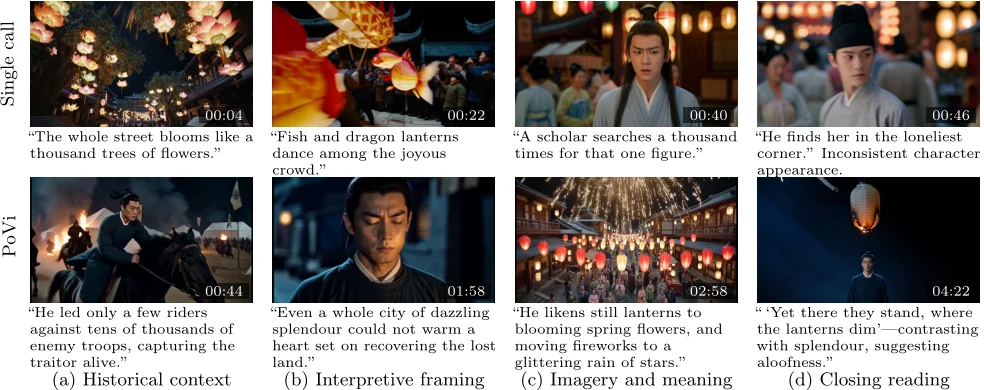 Single call
00:04
00:22
00:40
00:46
“The whole street blooms like a
thousand trees of flowers.”
“Fish and dragon lanterns
dance among the joyous
crowd.”
“A scholar searches a thousand
times for that one figure.”
“He finds her in the loneliest
corner.” Inconsistent character
appearance.
PoVi
00:44
01:58
02:58
04:22
“He led only a few riders
against tens of thousands of
enemy troops, capturing the
traitor alive.”
“Even a whole city of dazzling
splendour could not warm a
heart set on recovering the lost
land.”
“He likens still lanterns to
blooming spring flowers, and
moving fireworks to a
glittering rain of stars.”
“ ‘Yet there they stand, where
the lanterns dim’—contrasting
with splendour, suggesting
aloofness.”
(a) Historical context
(b) Interpretive framing
(c) Imagery and meaning
(d) Closing reading